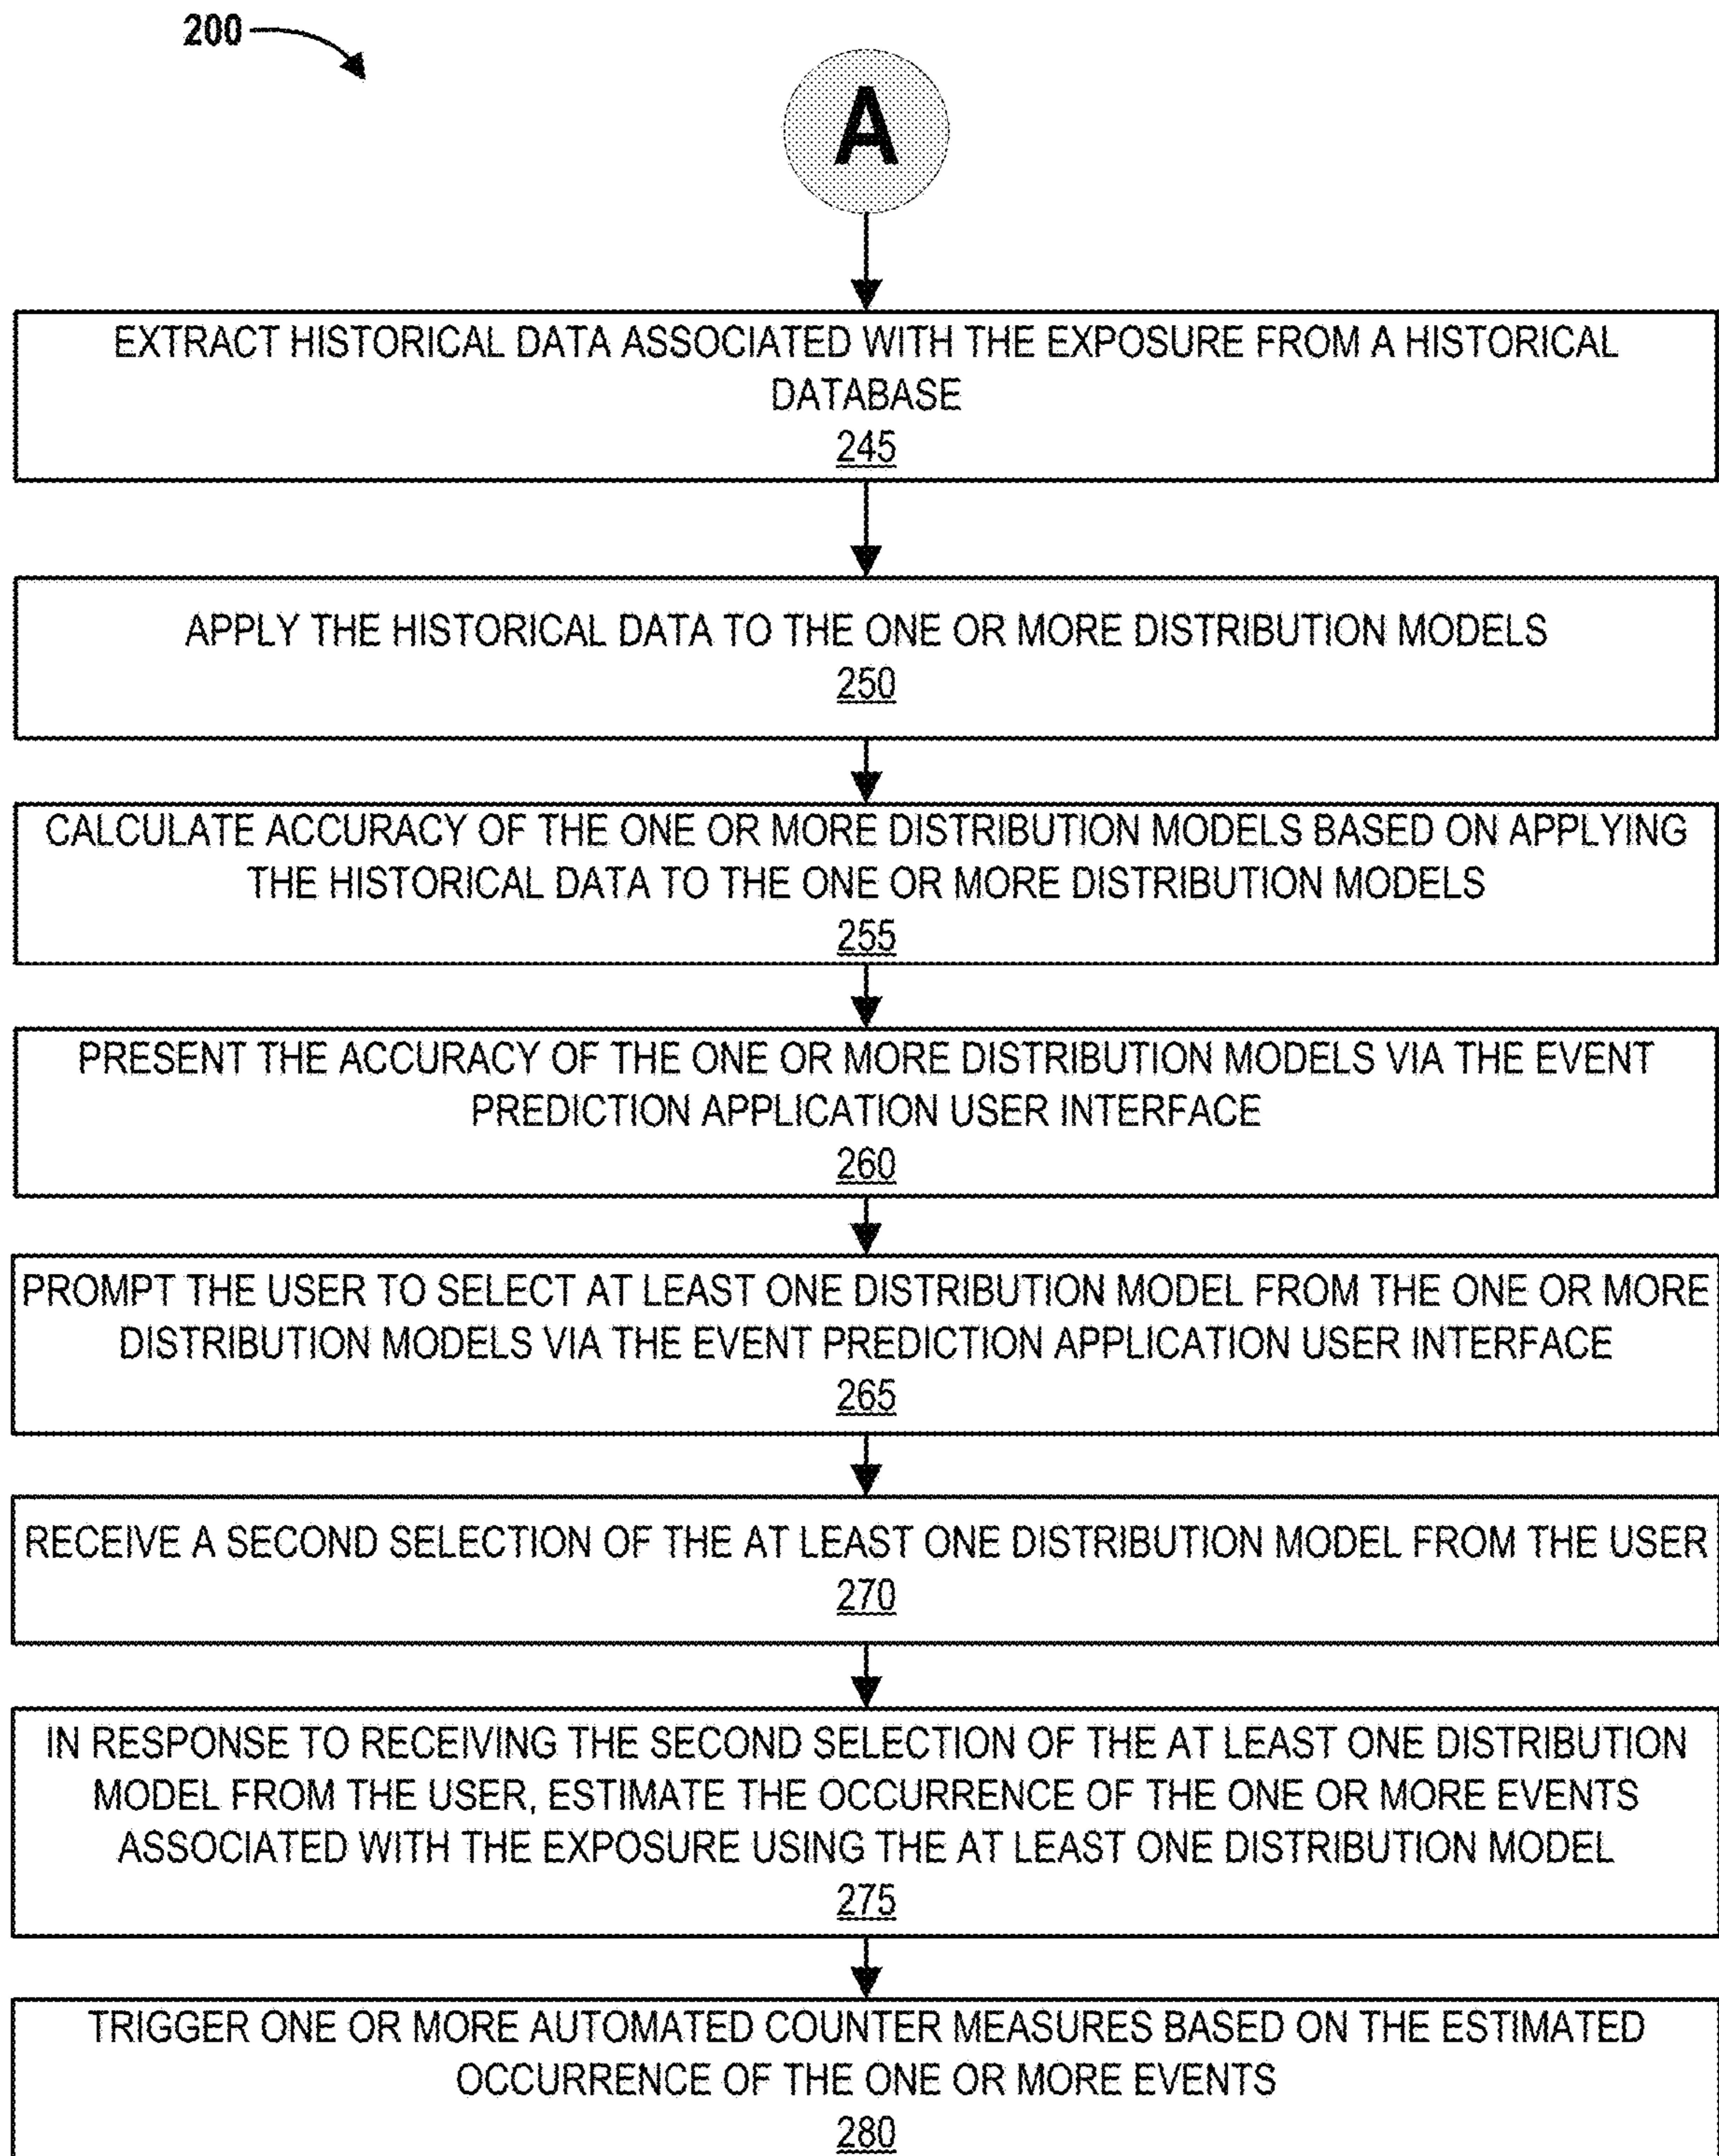 200
A
EXTRACT HISTORICAL DATA ASSOCIATED WITH THE EXPOSURE FROM A HISTORICAL
DATABASE
245
APPLY THE HISTORICAL DATA TO THE ONE OR MORE DISTRIBUTION MODELS
250
CALCULATE ACCURACY OF THE ONE OR MORE DISTRIBUTION MODELS BASED ON APPLYING
THE HISTORICAL DATA TO THE ONE OR MORE DISTRIBUTION MODELS
255
PRESENT THE ACCURACY OF THE ONE OR MORE DISTRIBUTION MODELS VIA THE EVENT
PREDICTION APPLICATION USER INTERFACE
260
PROMPT THE USER TO SELECT AT LEAST ONE DISTRIBUTION MODEL FROM THE ONE OR MORE
DISTRIBUTION MODELS VIA THE EVENT PREDICTION APPLICATION USER INTERFACE
265
RECEIVE A SECOND SELECTION OF THE AT LEAST ONE DISTRIBUTION MODEL FROM THE USER
270
IN RESPONSE TO RECEIVING THE SECOND SELECTION OF THE AT LEAST ONE DISTRIBUTION
MODEL FROM THE USER, ESTIMATE THE OCCURRENCE OF THE ONE OR MORE EVENTS
ASSOCIATED WITH THE EXPOSURE USING THE AT LEAST ONE DISTRIBUTION MODEL
275
TRIGGER ONE OR MORE AUTOMATED COUNTER MEASURES BASED ON THE ESTIMATED
OCCURRENCE OF THE ONE OR MORE EVENTS
280